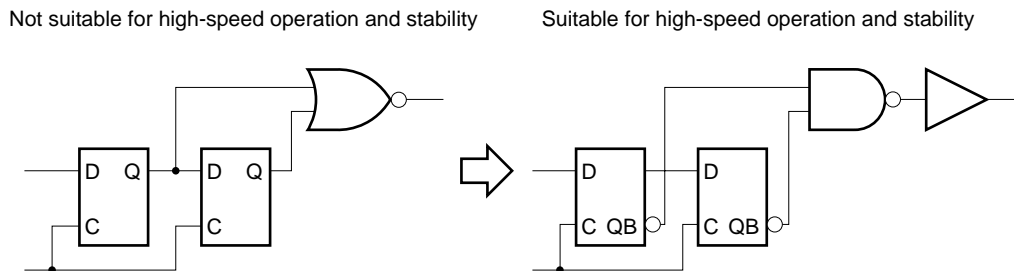 Not suitable for high-speed operation and stability
Suitable for high-speed operation and stability
D Q
D Q
C
C
D
D
C QB
C QB